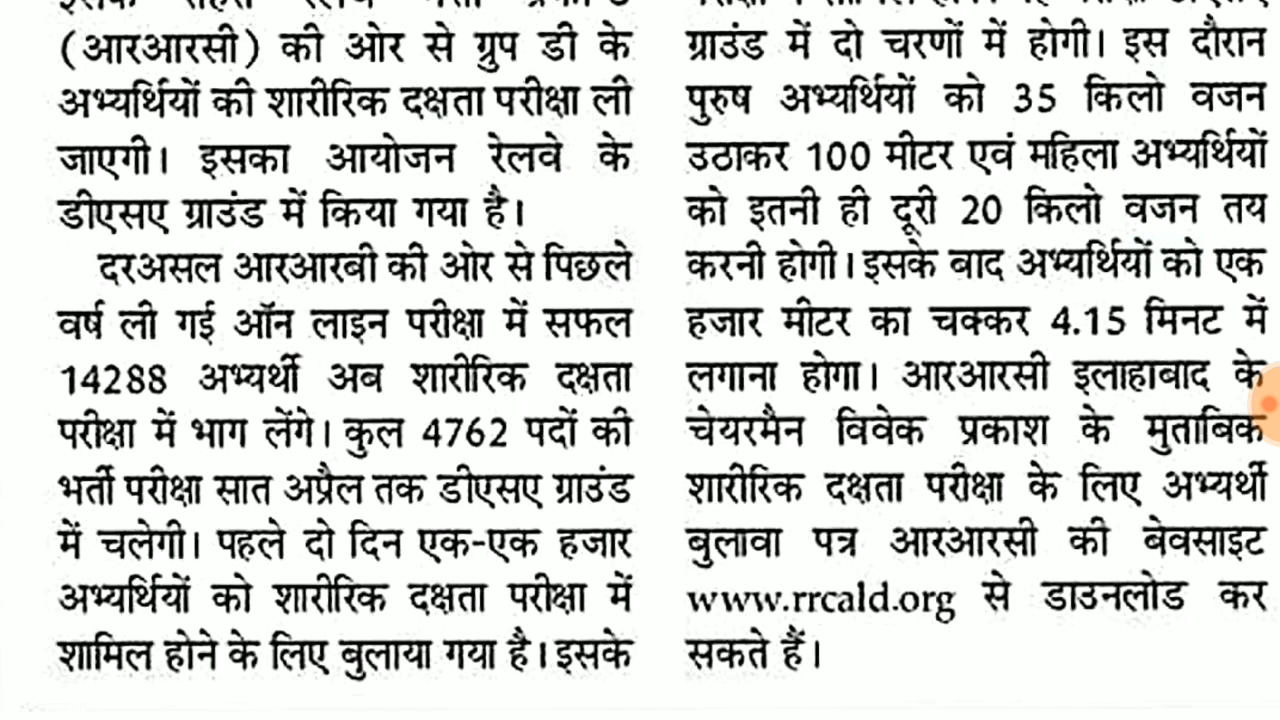 (आरआरसी) की ओर से ग्रुप डी के
अभ्यर्थियों की शारीरिक दक्षता परीक्षा ली
जाएगी। इसका आयोजन रेलवे के
डीएसए ग्राउंड में किया गया है।
दरअसल आरआरबी की ओर से पिछले
वर्ष ली गई ऑन लाइन परीक्षा में सफल
14288 अभ्यर्थी अब शारीरिक दक्षता
परीक्षा में भाग लेंगे। कुल 4762 पदों की
भर्ती परीक्षा सात अप्रैल तक डीएसए ग्राउंड
में चलेगी। पहले दो दिन एक-एक हजार
अभ्यर्थियों को शारीरिक दक्षता परीक्षा में
शामिल होने के लिए बुलाया गया है। इसके
ग्राउंड में दो चरणों में होगी। इस दौरान
पुरुष अभ्यर्थियों को 35 किलो वजन
उठाकर 100 मीटर एवं महिला अभ्यर्थियों
को इतनी ही दूरी 20 किलो वजन तय
करनी होगी। इसके बाद अभ्यर्थियों को एक
हजार मीटर का चक्कर 4.15 मिनट में
लगाना होगा। आरआरसी इलाहाबाद के
चेयरमैन विवेक प्रकाश के मुताबिक
शारीरिक दक्षता परीक्षा के लिए अभ्यर्थी
बुलावा पत्र आरआरसी की बेवसाइट
www.rrcald.org से डाउनलोड कर
सकते हैं।